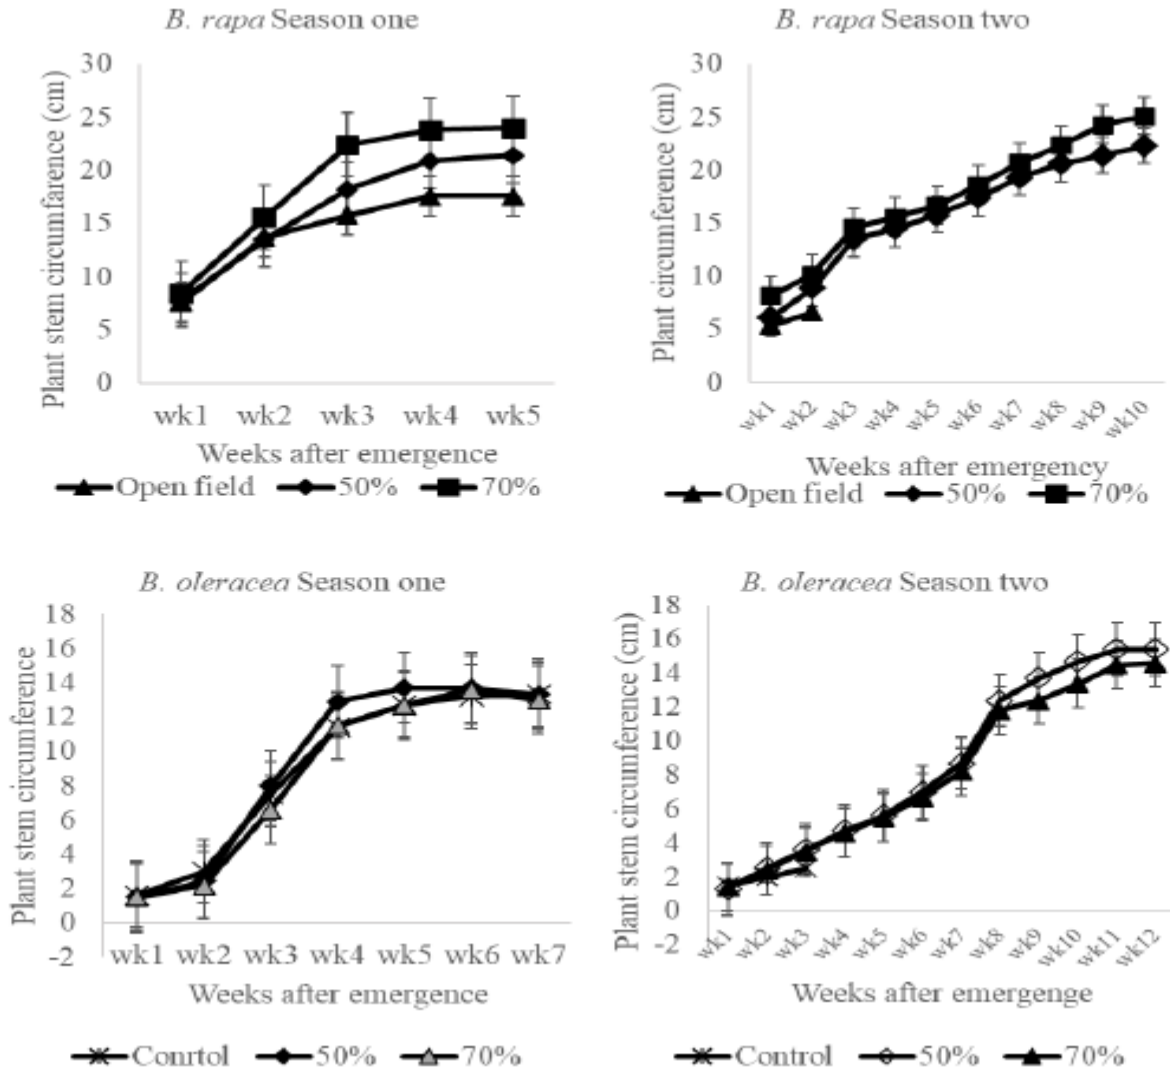 B. rapa Season one
Plant stem circumfarence (cm)
30
25
20
15
10
5
0
wk1 wk2 wk3 wk4 wk5
Weeks after emergence
Open field 50% 70%
B. rapa Season two
Plant circumference (cm)
30
25
20
15
10
5
0
wk1 wk2 wk3 wk4 wk5 wk6 wk7 wk8 wk9 wk10
Weeks after emergency
Open field 50% 70%
B. oleracea Season one
Plant stem circumference
18
16
14
12
10
8
6
4
2
0
-2
wk1 wk2 wk3 wk4 wk5 wk6 wk7
Weeks after emergence
Conrtol 50% 70%
B. oleracea Season two
Plant stem circumference (cm)
18
16
14
12
10
8
6
4
2
0
-2
wk1 wk2 wk3 wk4 wk5 wk6 wk7 wk8 wk9 wk10 wk11 wk12
Weeks after emergenge
Control 50% 70%